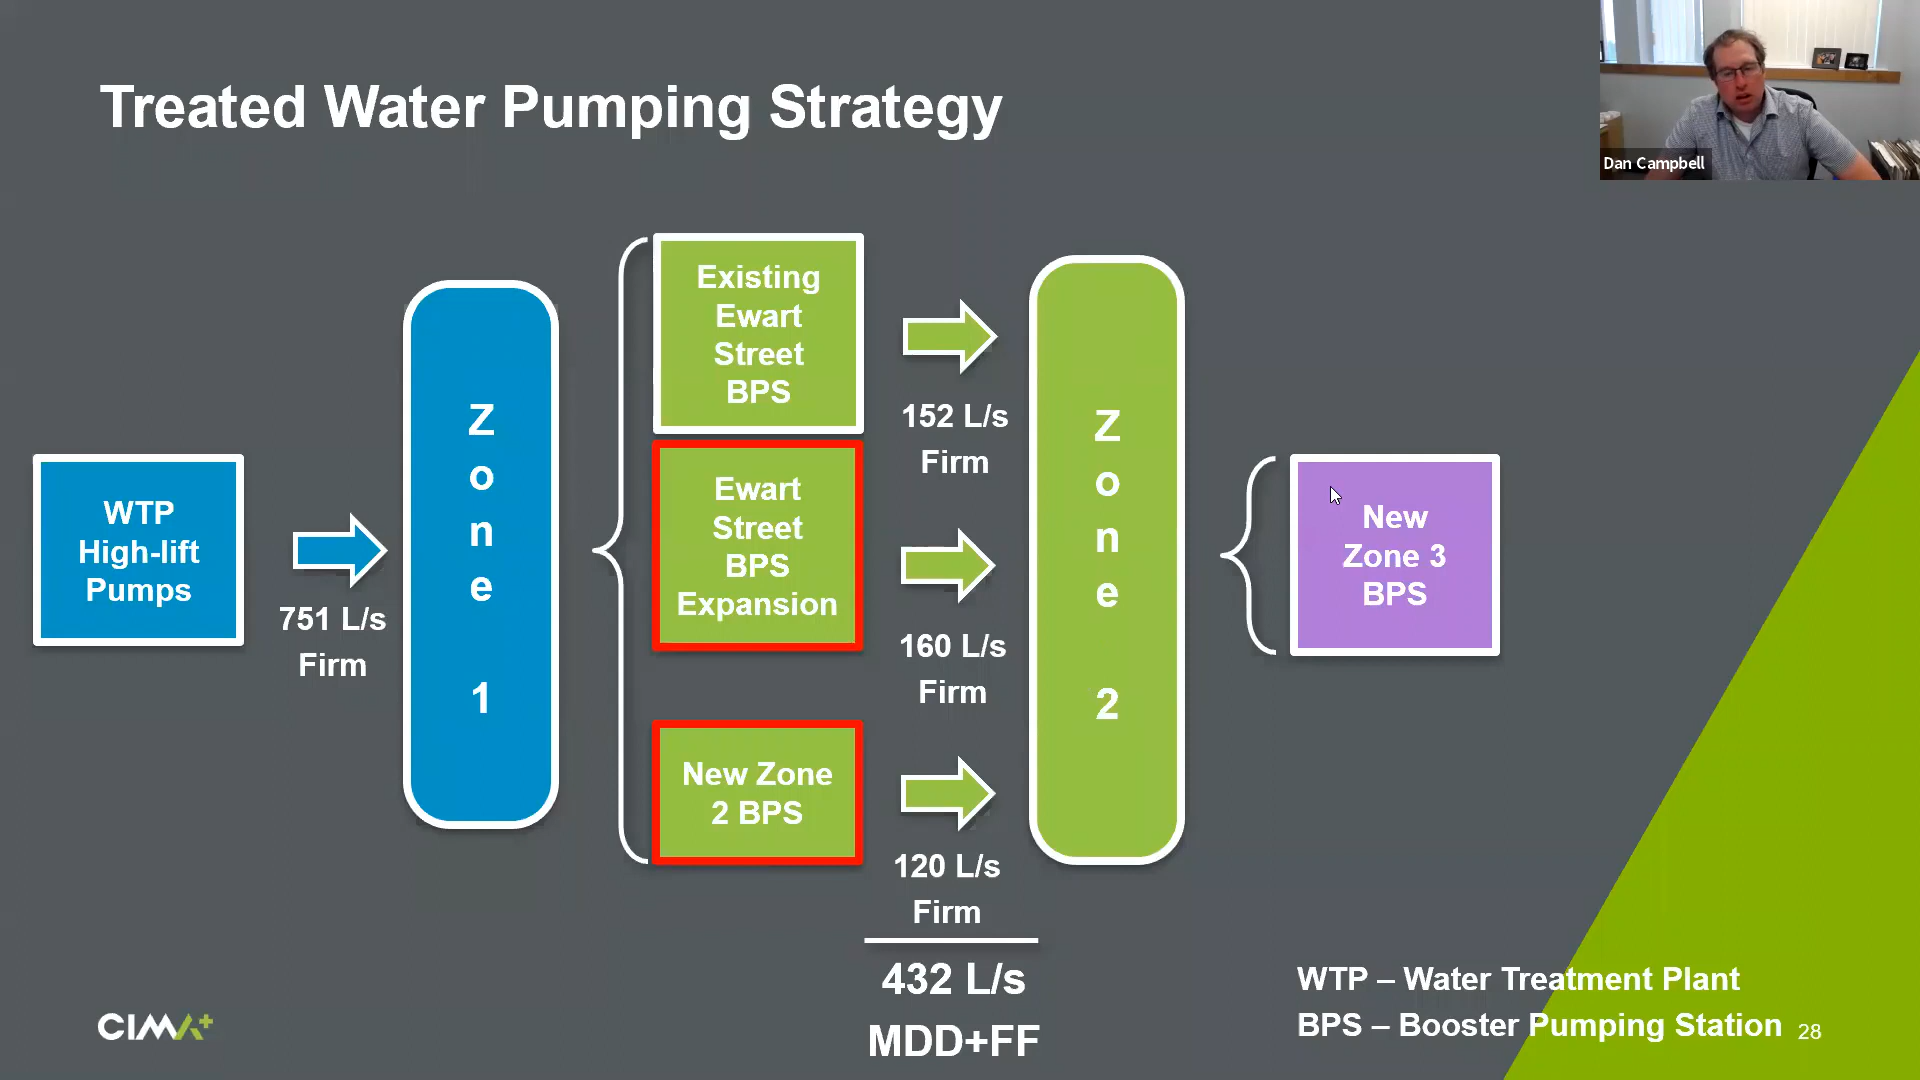 Treated Water Pumping Strategy
Dan Campbell
WTP
High-lift
Pumps
751 L/s
Firm
Zone 1
Existing
Ewart
Street
BPS
152 L/s
Firm
Ewart
Street
BPS
Expansion
160 L/s
Firm
New Zone
2 BPS
120 L/s
Firm
432 L/s
MDD+FF
Zone 2
New
Zone 3
BPS
WTP – Water Treatment Plant
BPS – Booster Pumping Station
28
CIMA+